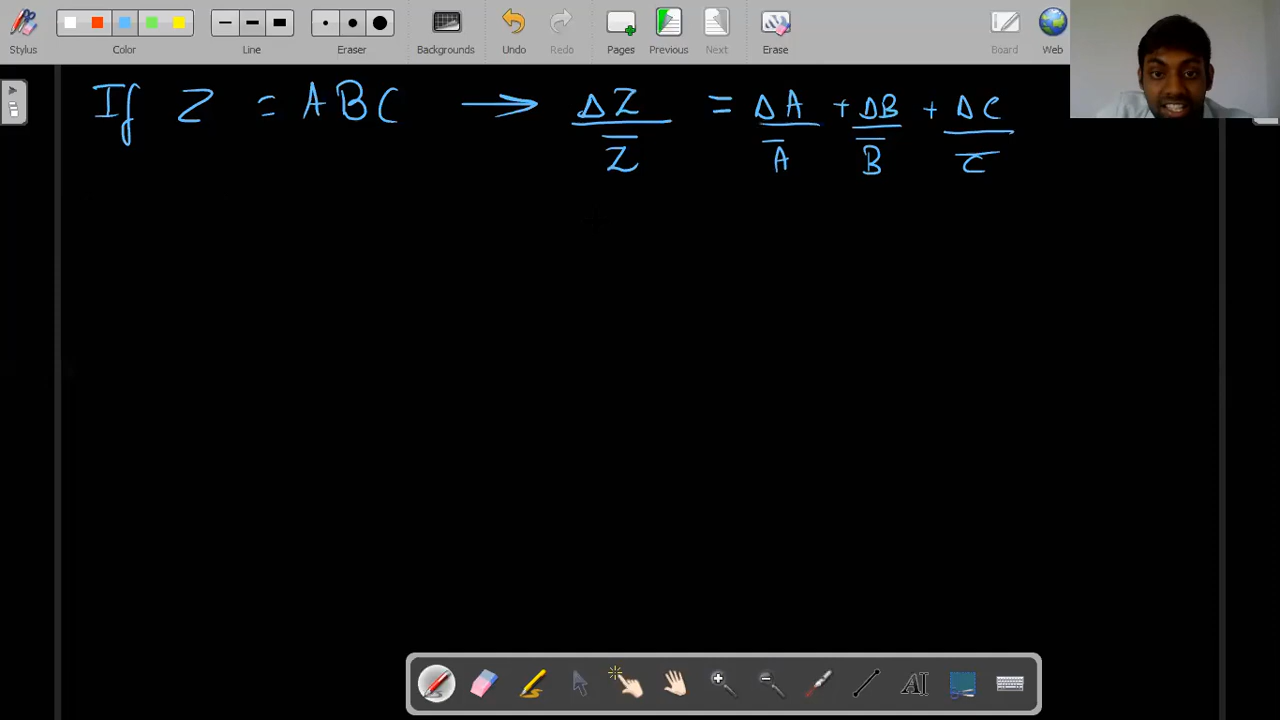 Stylus Color Line Eraser Backgrounds Undo Redo Pages Previous Next Erase Board Web
If Z = ABC → ΔZ/Z̅ = ΔA/A̅ + ΔB/B̅ + ΔC/C̅
AI